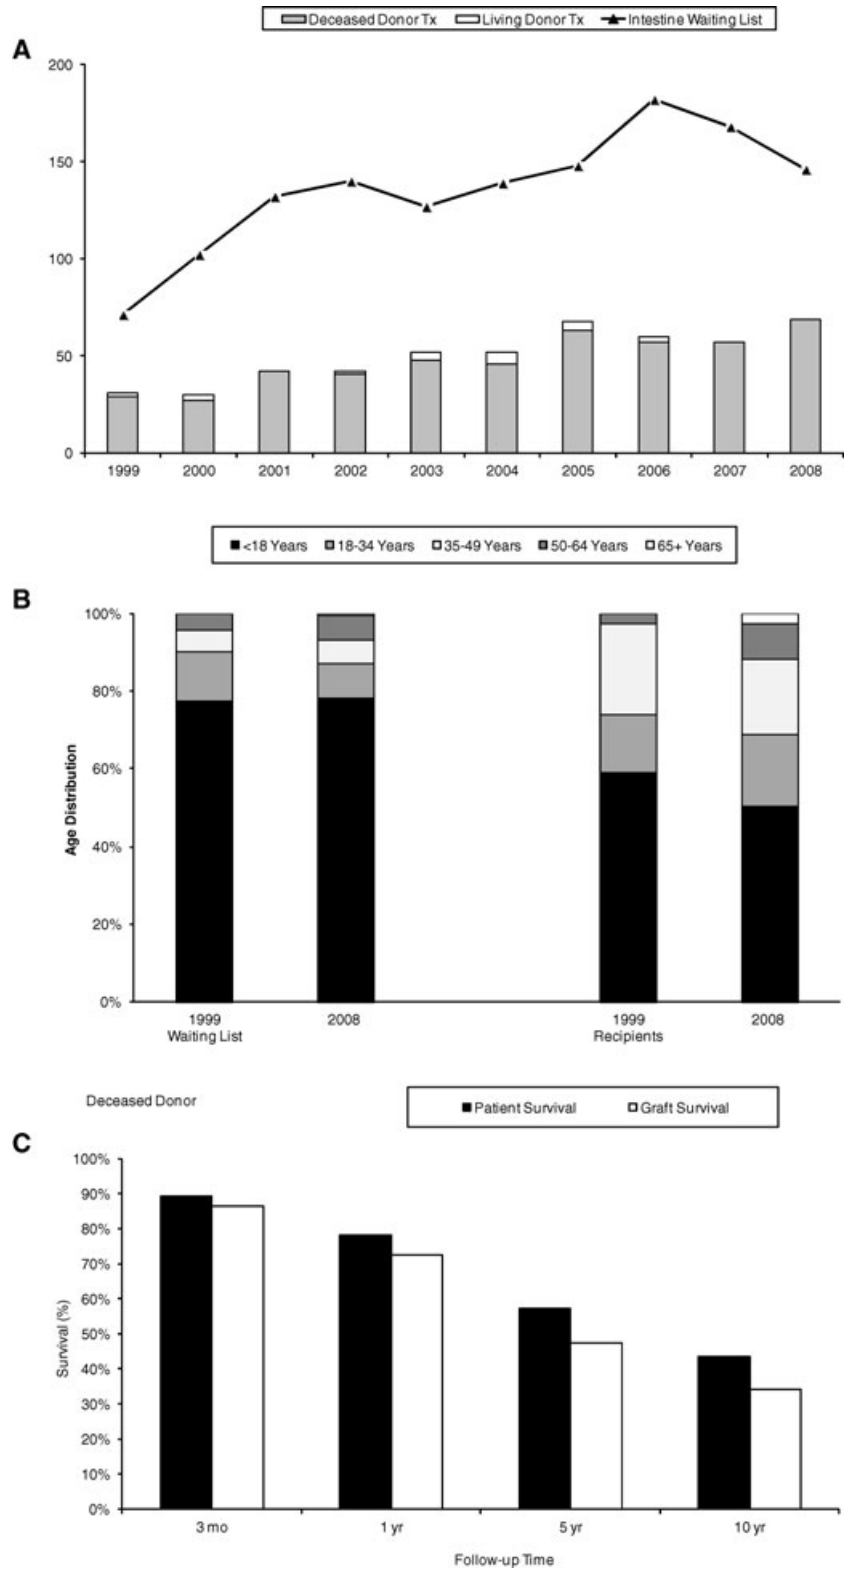 Deceased Donor Tx Living Donor Tx Intestine Waiting List
A
200
150
100
50
0
1999 2000 2001 2002 2003 2004 2005 2006 2007 2008
<18 Years 18-34 Years 35-49 Years 50-64 Years 65+ Years
B
100%
80%
60%
40%
20%
0%
Age Distribution
1999 2008 1999 2008
Waiting List Recipients
Deceased Donor
Patient Survival Graft Survival
C
100%
90%
80%
70%
60%
50%
40%
30%
20%
10%
0%
Survival (%)
3 mo 1 yr 5 yr 10 yr
Follow-up Time